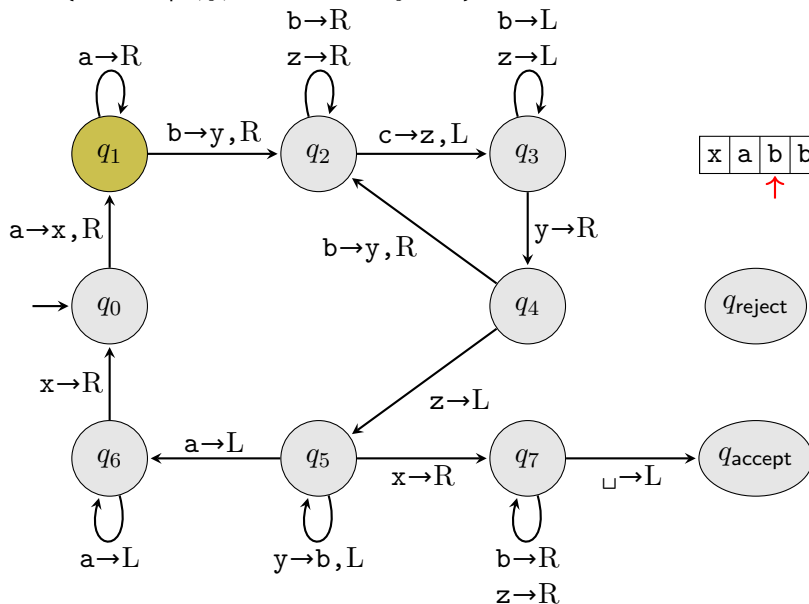 b→R b→L
a→R z→R z→L
q1 b→y,R q2 c→z,L q3 x a b b
a→x,R b→y,R y→R
q0 q4 qreject
x→R z→L
q6 a→L q5 x→R q7 ␣→L qaccept
a→L y→b,L b→R
z→R